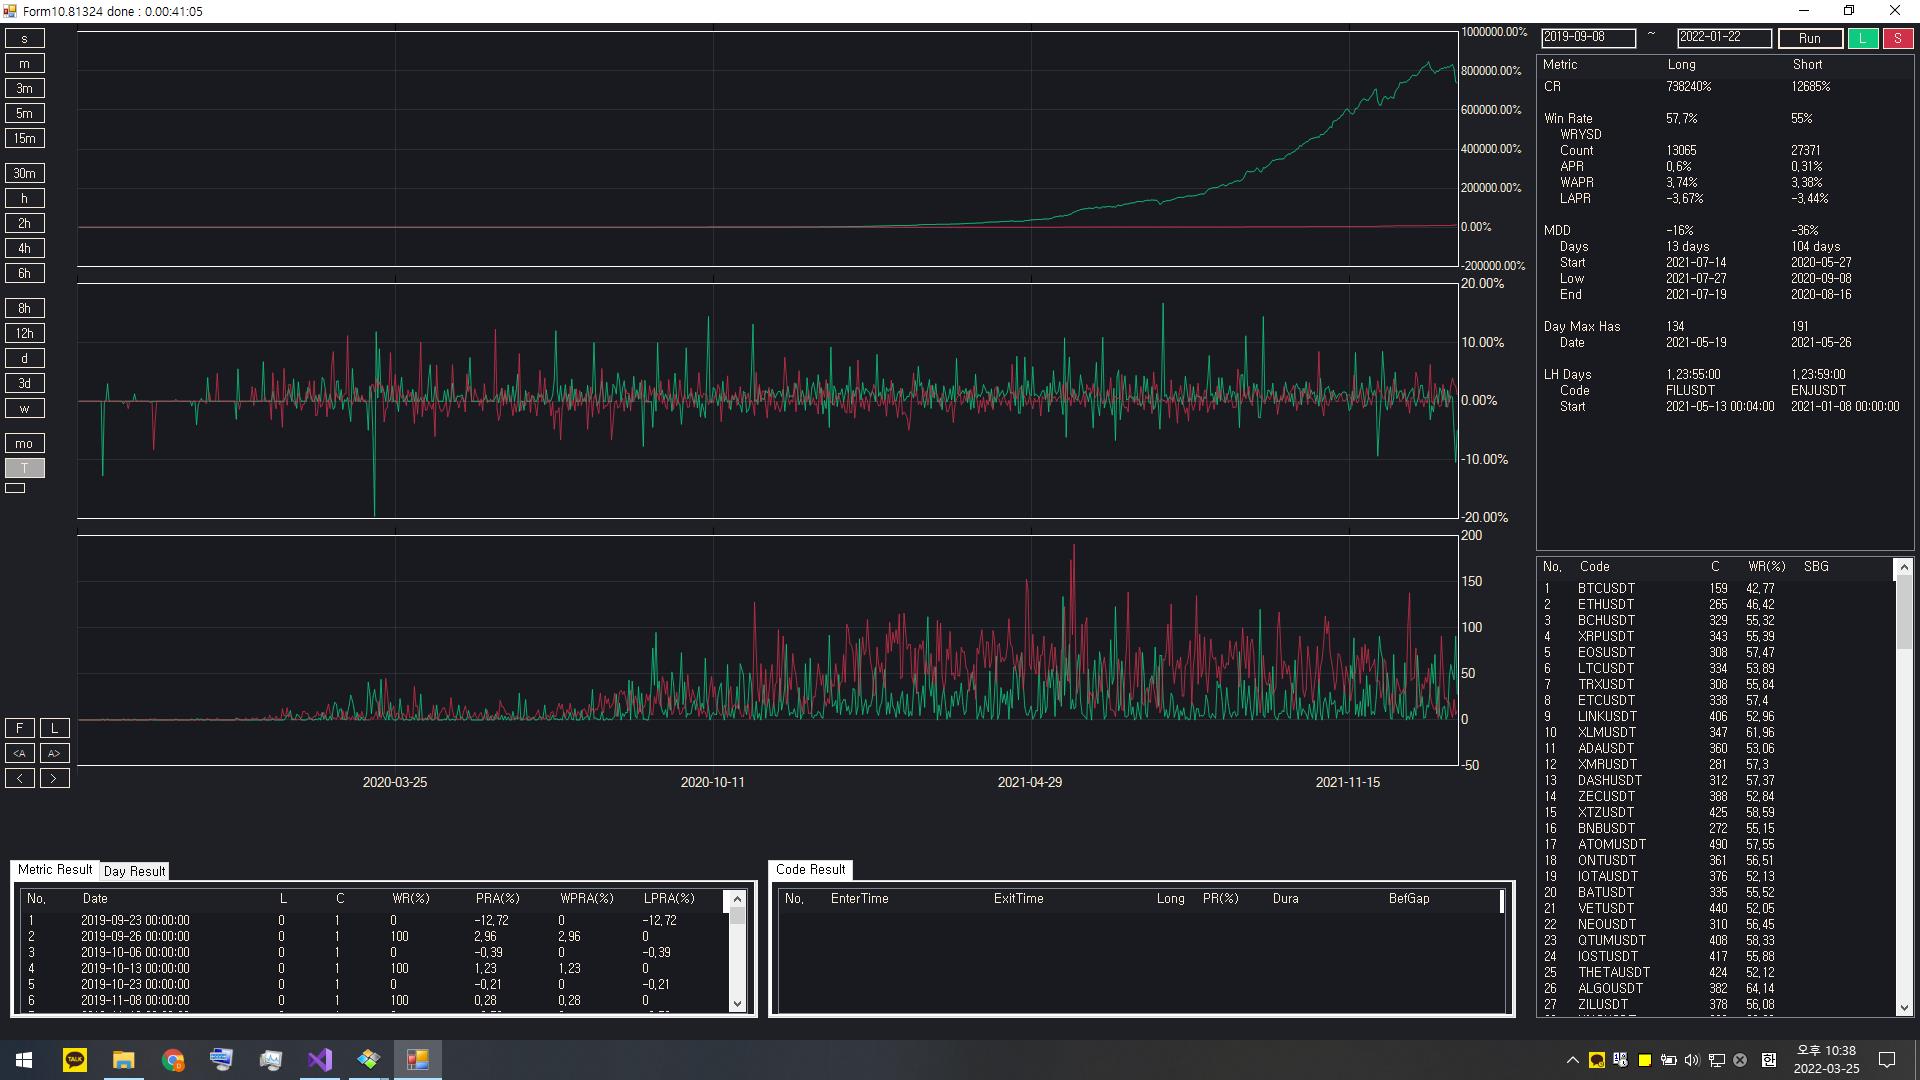 Form10.81324 done : 0.00:41:05
s
m
3m
5m
15m
30m
h
2h
4h
6h
8h
12h
d
3d
w
mo
T
F L
<A A>
< >
1000000.00%
800000.00%
600000.00%
400000.00%
200000.00%
0.00%
-200000.00%
20.00%
10.00%
0.00%
-10.00%
-20.00%
200
150
100
50
0
-50
2020-03-25 2020-10-11 2021-04-29 2021-11-15
2019-09-08 ~ 2022-01-22 Run L S
Metric Long Short
CR 738240% 12685%
Win Rate 57,7% 55%
WRYSD
Count 13065 27371
APR 0,6% 0,31%
WAPR 3,74% 3,38%
LAPR -3,67% -3,44%
MDD -16% -36%
Days 13 days 104 days
Start 2021-07-14 2020-05-27
Low 2021-07-27 2020-09-08
End 2021-07-19 2020-08-16
Day Max Has 134 191
Date 2021-05-19 2021-05-26
LH Days 1,23:55:00 1,23:59:00
Code FILUSDT ENJUSDT
Start 2021-05-13 00:04:00 2021-01-08 00:00:00
No, Code C WR(%) SBG
1 BTCUSDT 159 42,77
2 ETHUSDT 265 46,42
3 BCHUSDT 329 55,32
4 XRPUSDT 343 55,39
5 EOSUSDT 308 57,47
6 LTCUSDT 334 53,89
7 TRXUSDT 308 55,84
8 ETCUSDT 338 57,4
9 LINKUSDT 406 52,96
10 XLMUSDT 347 61,96
11 ADAUSDT 360 53,06
12 XMRUSDT 281 57,3
13 DASHUSDT 312 57,37
14 ZECUSDT 388 52,84
15 XTZUSDT 425 58,59
16 BNBUSDT 272 55,15
17 ATOMUSDT 490 57,55
18 ONTUSDT 361 56,51
19 IOTAUSDT 376 52,13
20 BATUSDT 335 55,52
21 VETUSDT 440 52,05
22 NEOUSDT 310 56,45
23 QTUMUSDT 408 58,33
24 IOSTUSDT 417 55,88
25 THETAUSDT 424 52,12
26 ALGOUSDT 382 64,14
27 ZILUSDT 378 56,08
Metric Result Day Result
No, Date L C WR(%) PRA(%) WPRA(%) LPRA(%)
1 2019-09-23 00:00:00 0 1 0 -12,72 0 -12,72
2 2019-09-26 00:00:00 0 1 100 2,96 2,96 0
3 2019-10-06 00:00:00 0 1 0 -0,39 0 -0,39
4 2019-10-13 00:00:00 0 1 100 1,23 1,23 0
5 2019-10-23 00:00:00 0 1 0 -0,21 0 -0,21
6 2019-11-08 00:00:00 0 1 100 0,28 0,28 0
Code Result
No, EnterTime ExitTime Long PR(%) Dura BefGap
TALK
오후 10:38
2022-03-25